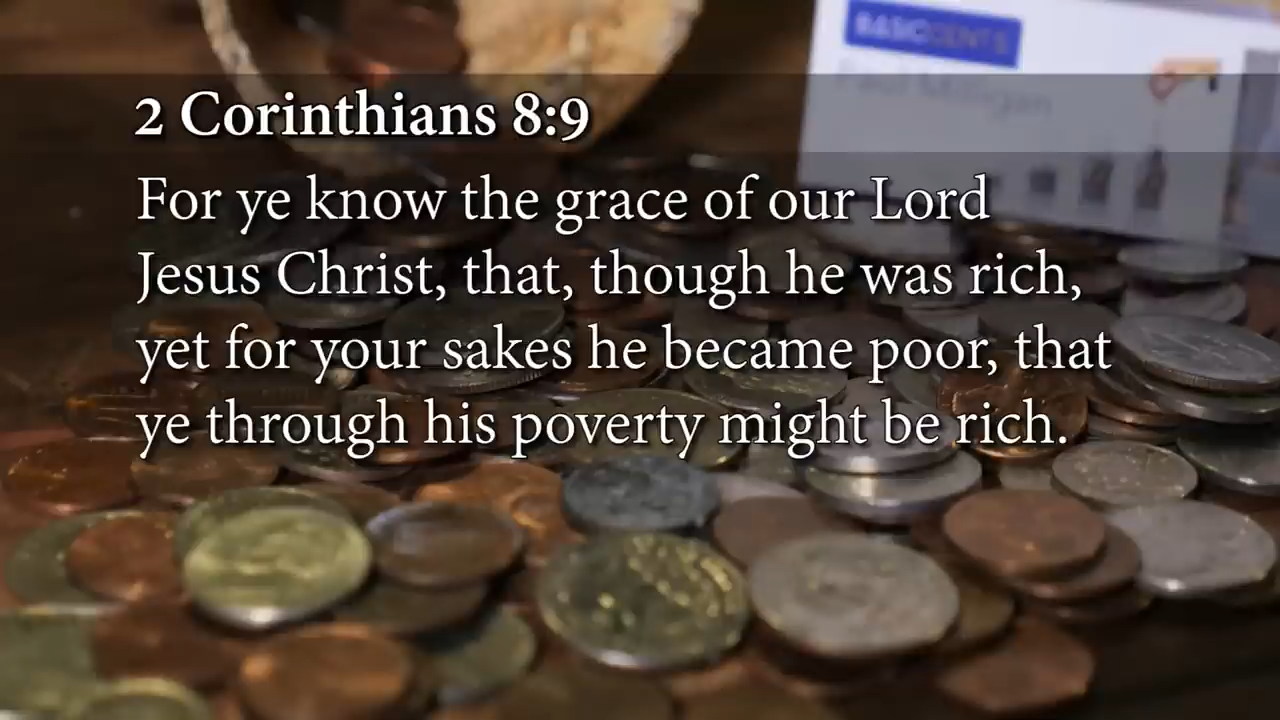 BASICCENTS
2 Corinthians 8:9
For ye know the grace of our Lord
Jesus Christ, that, though he was rich,
yet for your sakes he became poor, that
ye through his poverty might be rich.